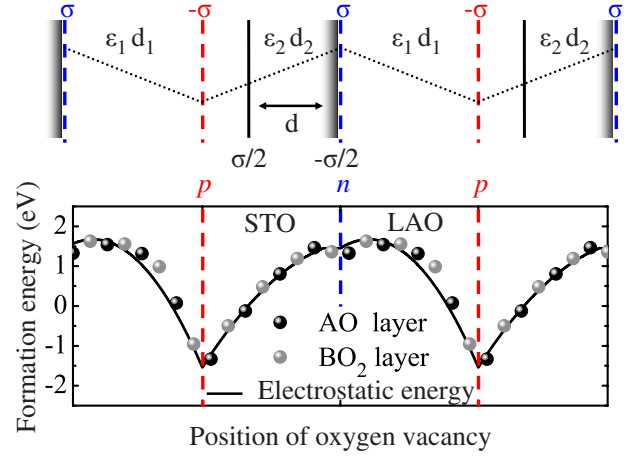 σ -σ σ -σ σ
ε₁ d₁ ε₂ d₂ ε₁ d₁ ε₂ d₂
d
σ/2 -σ/2
p n p
Formation energy (eV)
2
1
0
-1
-2
STO LAO
AO layer
BO₂ layer
Electrostatic energy
Position of oxygen vacancy